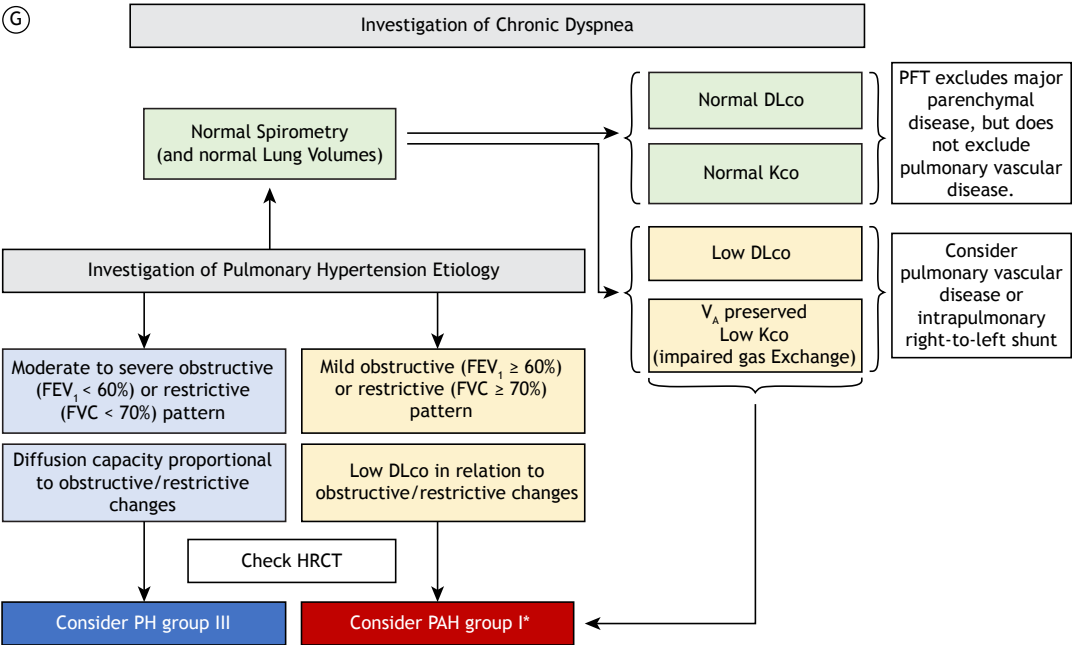 G
Investigation of Chronic Dyspnea
Normal Spirometry
(and normal Lung Volumes)
Normal DLco
Normal Kco
PFT excludes major
parenchymal
disease, but does
not exclude
pulmonary vascular
disease.
Investigation of Pulmonary Hypertension Etiology
Low DLco
V_A preserved
Low Kco
(impaired gas Exchange)
Consider
pulmonary vascular
disease or
intrapulmonary
right-to-left shunt
Moderate to severe obstructive
(FEV₁ < 60%) or restrictive
(FVC < 70%) pattern
Mild obstructive (FEV₁ ≥ 60%)
or restrictive (FVC ≥ 70%)
pattern
Diffusion capacity proportional
to obstructive/restrictive
changes
Low DLco in relation to
obstructive/restrictive changes
Check HRCT
Consider PH group III
Consider PAH group I*